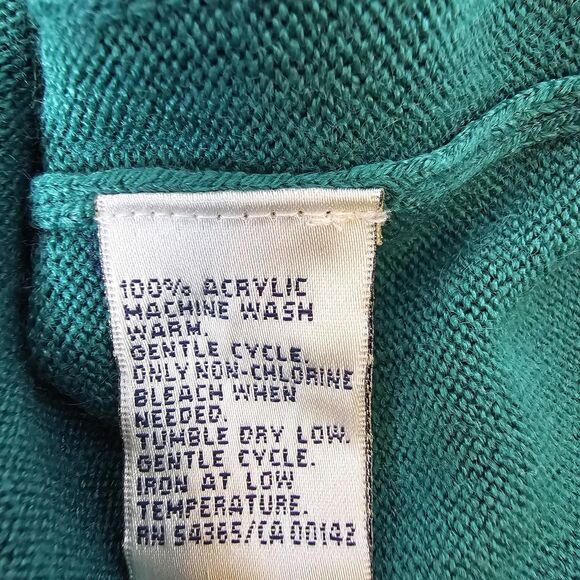 100% ACRYLIC
MACHINE WASH
WARM.
GENTLE CYCLE.
ONLY NON-CHLORINE
BLEACH WHEN
NEEDED.
TUMBLE DRY LOW.
GENTLE CYCLE.
IRON AT LOW
TEMPERATURE.
RN 54365/CA 00142